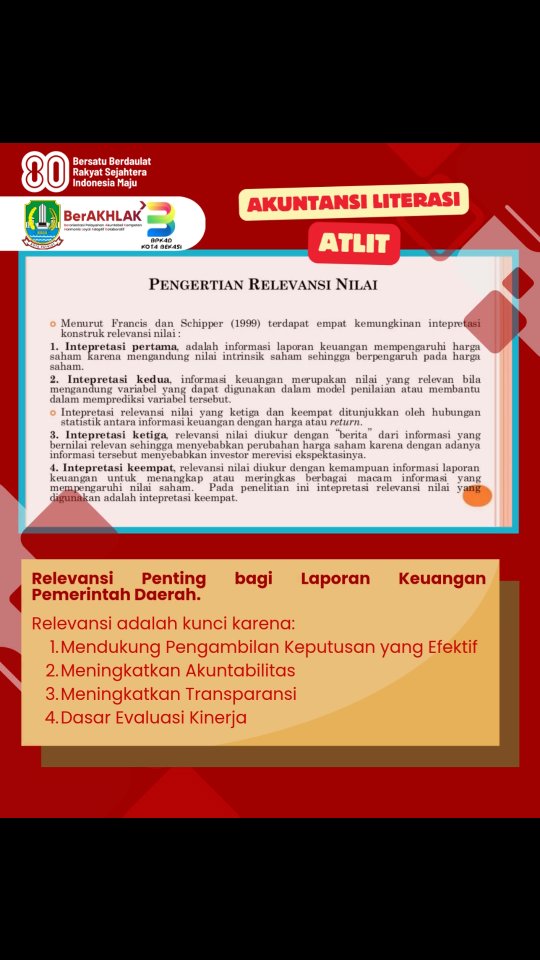 80
Bersatu Berdaulat
Rakyat Sejahtera
Indonesia Maju
BerAKHLAK
BPKAD
KOTA BEKASI
AKUNTANSI LITERASI
ATLIT
PENGERTIAN RELEVANSI NILAI
Menurut Francis dan Schipper (1999) terdapat empat kemungkinan intepretasi
konstruk relevansi nilai :
1. Intepretasi pertama, adalah informasi laporan keuangan mempengaruhi harga
saham karena mengandung nilai intrinsik saham sehingga berpengaruh pada harga
saham.
2. Intepretasi kedua, informasi keuangan merupakan nilai yang relevan bila
mengandung variabel yang dapat digunakan dalam model penilaian atau membantu
dalam memprediksi variabel tersebut.
Intepretasi relevansi nilai yang ketiga dan keempat ditunjukkan oleh hubungan
statistik antara informasi keuangan dengan harga atau return.
3. Intepretasi ketiga, relevansi nilai diukur dengan "berita" dari informasi yang
bernilai relevan sehingga menyebabkan perubahan harga saham karena dengan adanya
informasi tersebut menyebabkan investor merevisi ekspektasinya.
4. Intepretasi keempat, relevansi nilai diukur dengan kemampuan informasi laporan
keuangan untuk menangkap atau meringkas berbagai macam informasi yang
mempengaruhi nilai saham. Pada penelitian ini intepretasi relevansi nilai yang
digunakan adalah intepretasi keempat.
Relevansi Penting bagi Laporan Keuangan
Pemerintah Daerah.
Relevansi adalah kunci karena:
1. Mendukung Pengambilan Keputusan yang Efektif
2. Meningkatkan Akuntabilitas
3. Meningkatkan Transparansi
4. Dasar Evaluasi Kinerja